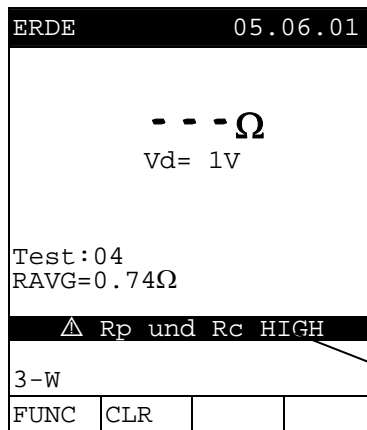 ERDE 05.06.01
---Ω
Vd= 1V
Test:04
RAVG=0.74Ω
⚠ Rp und Rc HIGH
3-W
FUNC CLR